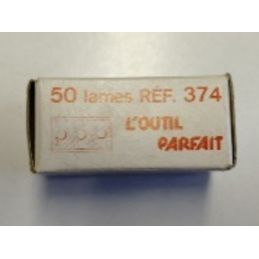 50 lames RÉF. 374
L'OUTIL
PARFAIT